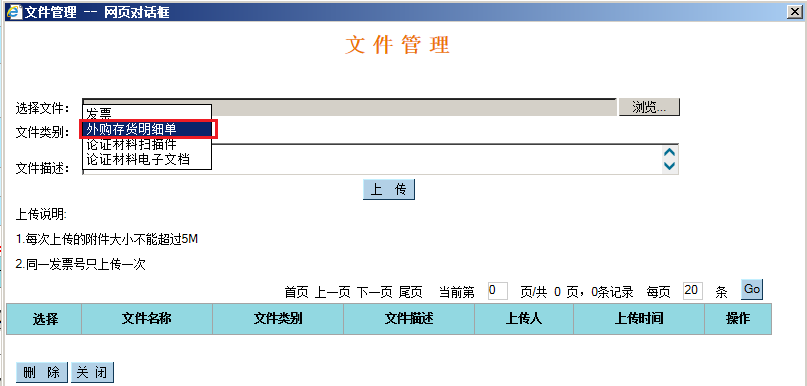 文件管理 -- 网页对话框
文件管理
选择文件：
浏览...
发票
文件类别：
外购存货明细单
论证材料扫描件
论证材料电子文档
文件描述：
上 传
上传说明:
1.每次上传的附件大小不能超过5M
2.同一发票号只上传一次
首页 上一页 下一页 尾页 当前第 0 页/共 0 页，0条记录 每页 20 条 Go
选择 文件名称 文件类别 文件描述 上传人 上传时间 操作
删 除 关 闭